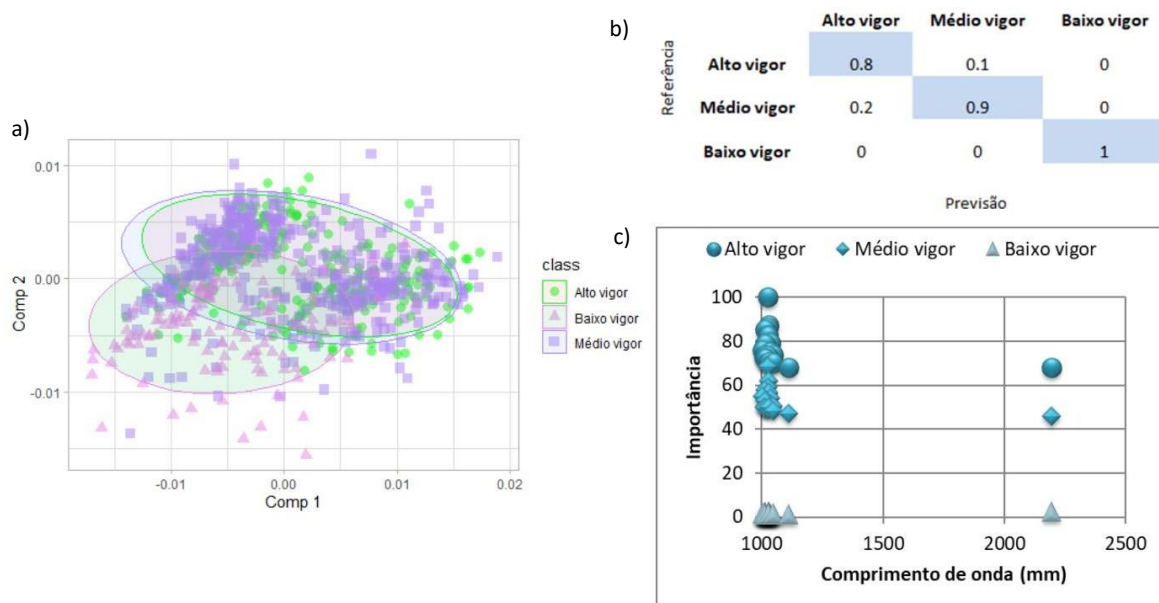 a)
0.01
0.00
-0.01
Comp 2
-0.01
0.00
0.01
0.02
Comp 1
class
Alto vigor
Baixo vigor
Médio vigor
b)
Alto vigor Médio vigor Baixo vigor
Referência
Alto vigor 0.8 0.1 0
Médio vigor 0.2 0.9 0
Baixo vigor 0 0 1
Previsão
c)
Alto vigor Médio vigor Baixo vigor
100
80
60
40
20
0
Importância
1000 1500 2000 2500
Comprimento de onda (mm)